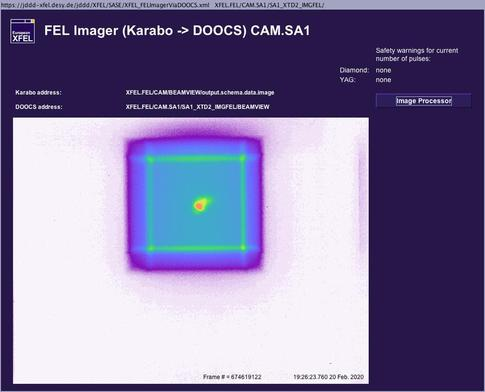 https://jddd-xfel.desy.de/jddd/XFEL/SASE/XFEL_FELImagerViaDOOCS.xml XFEL.FEL/CAM.SA1/SA1_XTD2_IMGFEL/
European
XFEL
FEL Imager (Karabo -> DOOCS) CAM.SA1
Safety warnings for current
number of pulses:
Diamond: none
YAG: none
Karabo address: XFEL.FEL/CAM/BEAMVIEW/output.schema.data.image
DOOCS address: XFEL.FEL/CAM.SA1/SA1_XTD2_IMGFEL/BEAMVIEW
Image Processor
Frame # = 674619122 19:26:23.760 20 Feb. 2020